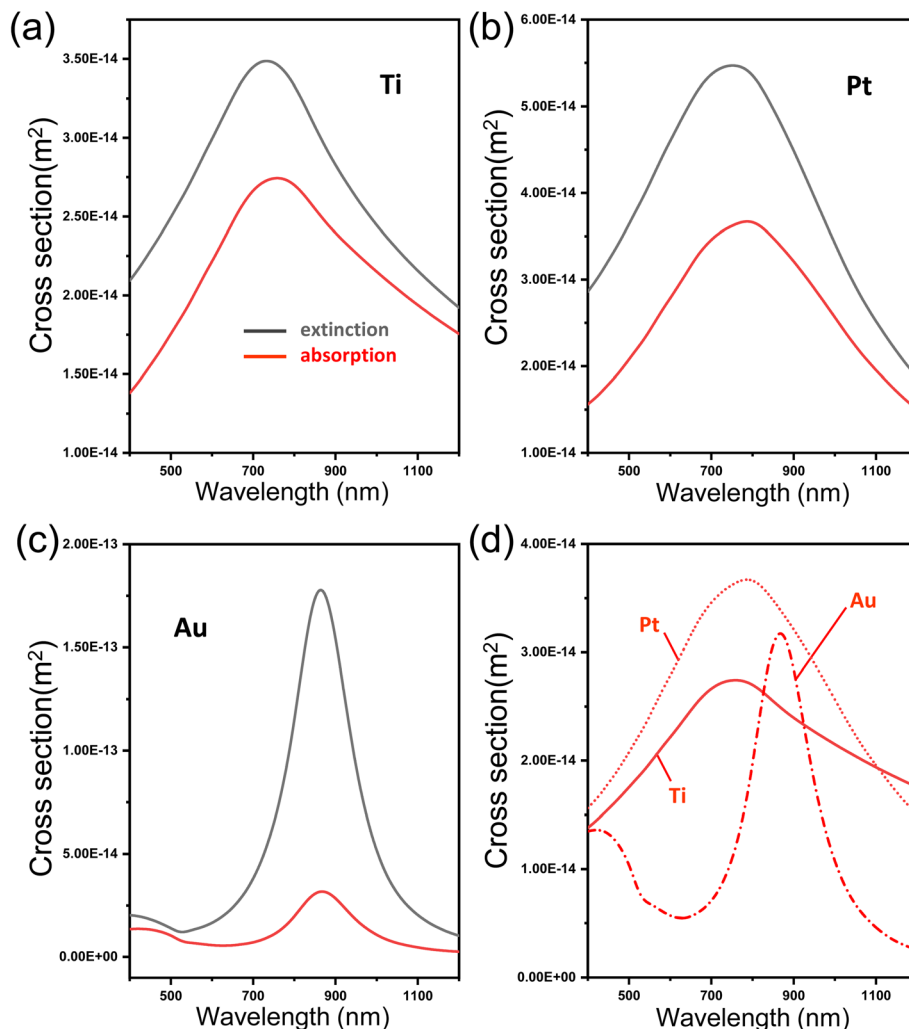 (a)
Ti
Cross section(m²)
3.50E-14
3.00E-14
2.50E-14
2.00E-14
1.50E-14
1.00E-14
extinction
absorption
500 700 900 1100
Wavelength (nm)
(b)
Pt
Cross section(m²)
6.00E-14
5.00E-14
4.00E-14
3.00E-14
2.00E-14
1.00E-14
500 700 900 1100
Wavelength (nm)
(c)
Au
Cross section(m²)
2.00E-13
1.50E-13
1.00E-13
5.00E-14
0.00E+00
500 700 900 1100
Wavelength (nm)
(d)
Cross section(m²)
4.00E-14
3.00E-14
2.00E-14
1.00E-14
0.00E+00
Pt
Au
Ti
500 700 900 1100
Wavelength (nm)